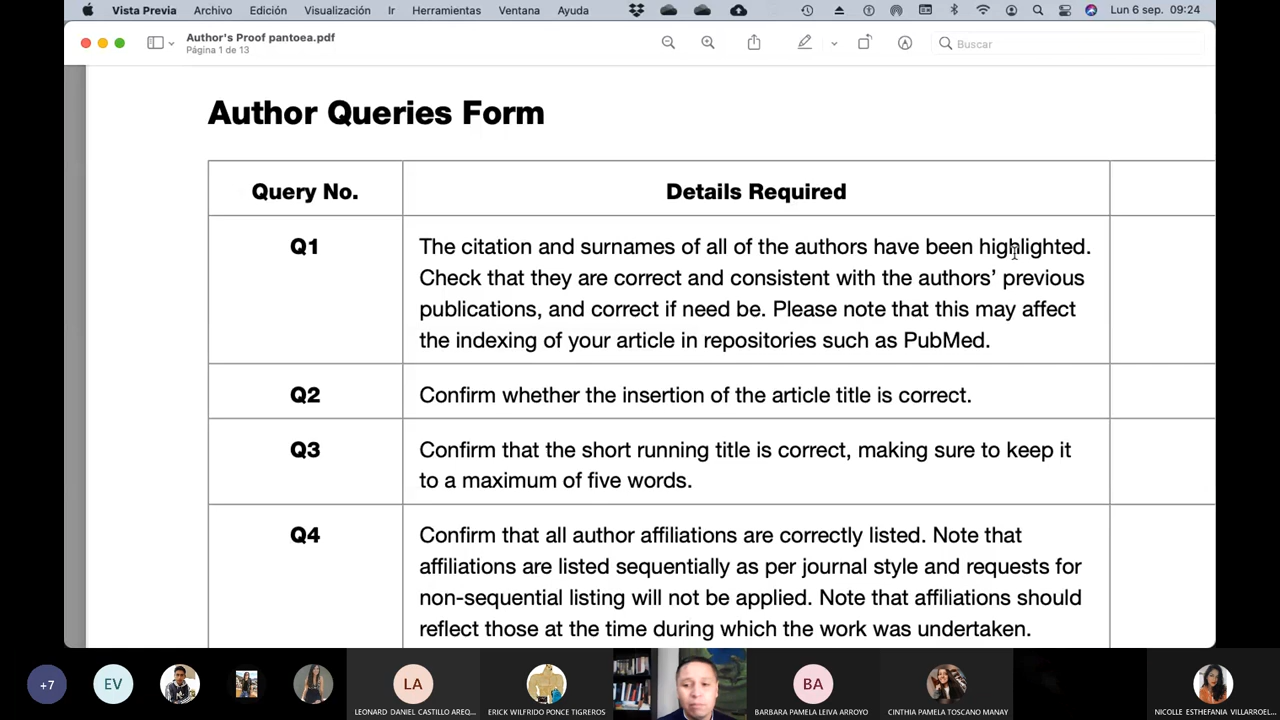 Vista Previa Archivo Edición Visualización Ir Herramientas Ventana Ayuda Lun 6 sep. 09:24
Author's Proof pantoea.pdf
Página 1 de 13
Buscar
Author Queries Form
Query No. Details Required
Q1 The citation and surnames of all of the authors have been highlighted.
Check that they are correct and consistent with the authors’ previous
publications, and correct if need be. Please note that this may affect
the indexing of your article in repositories such as PubMed.
Q2 Confirm whether the insertion of the article title is correct.
Q3 Confirm that the short running title is correct, making sure to keep it
to a maximum of five words.
Q4 Confirm that all author affiliations are correctly listed. Note that
affiliations are listed sequentially as per journal style and requests for
non-sequential listing will not be applied. Note that affiliations should
reflect those at the time during which the work was undertaken.
+7 EV LA BA
LEONARD DANIEL CASTILLO AREQ... ERICK WILFRIDO PONCE TIGREROS BARBARA PAMELA LEIVA ARROYO CINTHIA PAMELA TOSCANO MANAY NICOLLE ESTHEFANIA VILLARROEL...